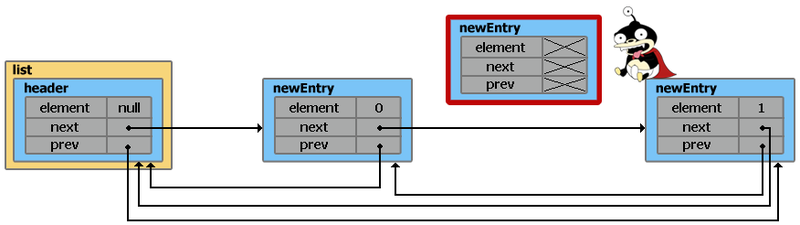 list
header
element null
next
prev
newEntry
element 0
next
prev
newEntry
element
next
prev
newEntry
element 1
next
prev